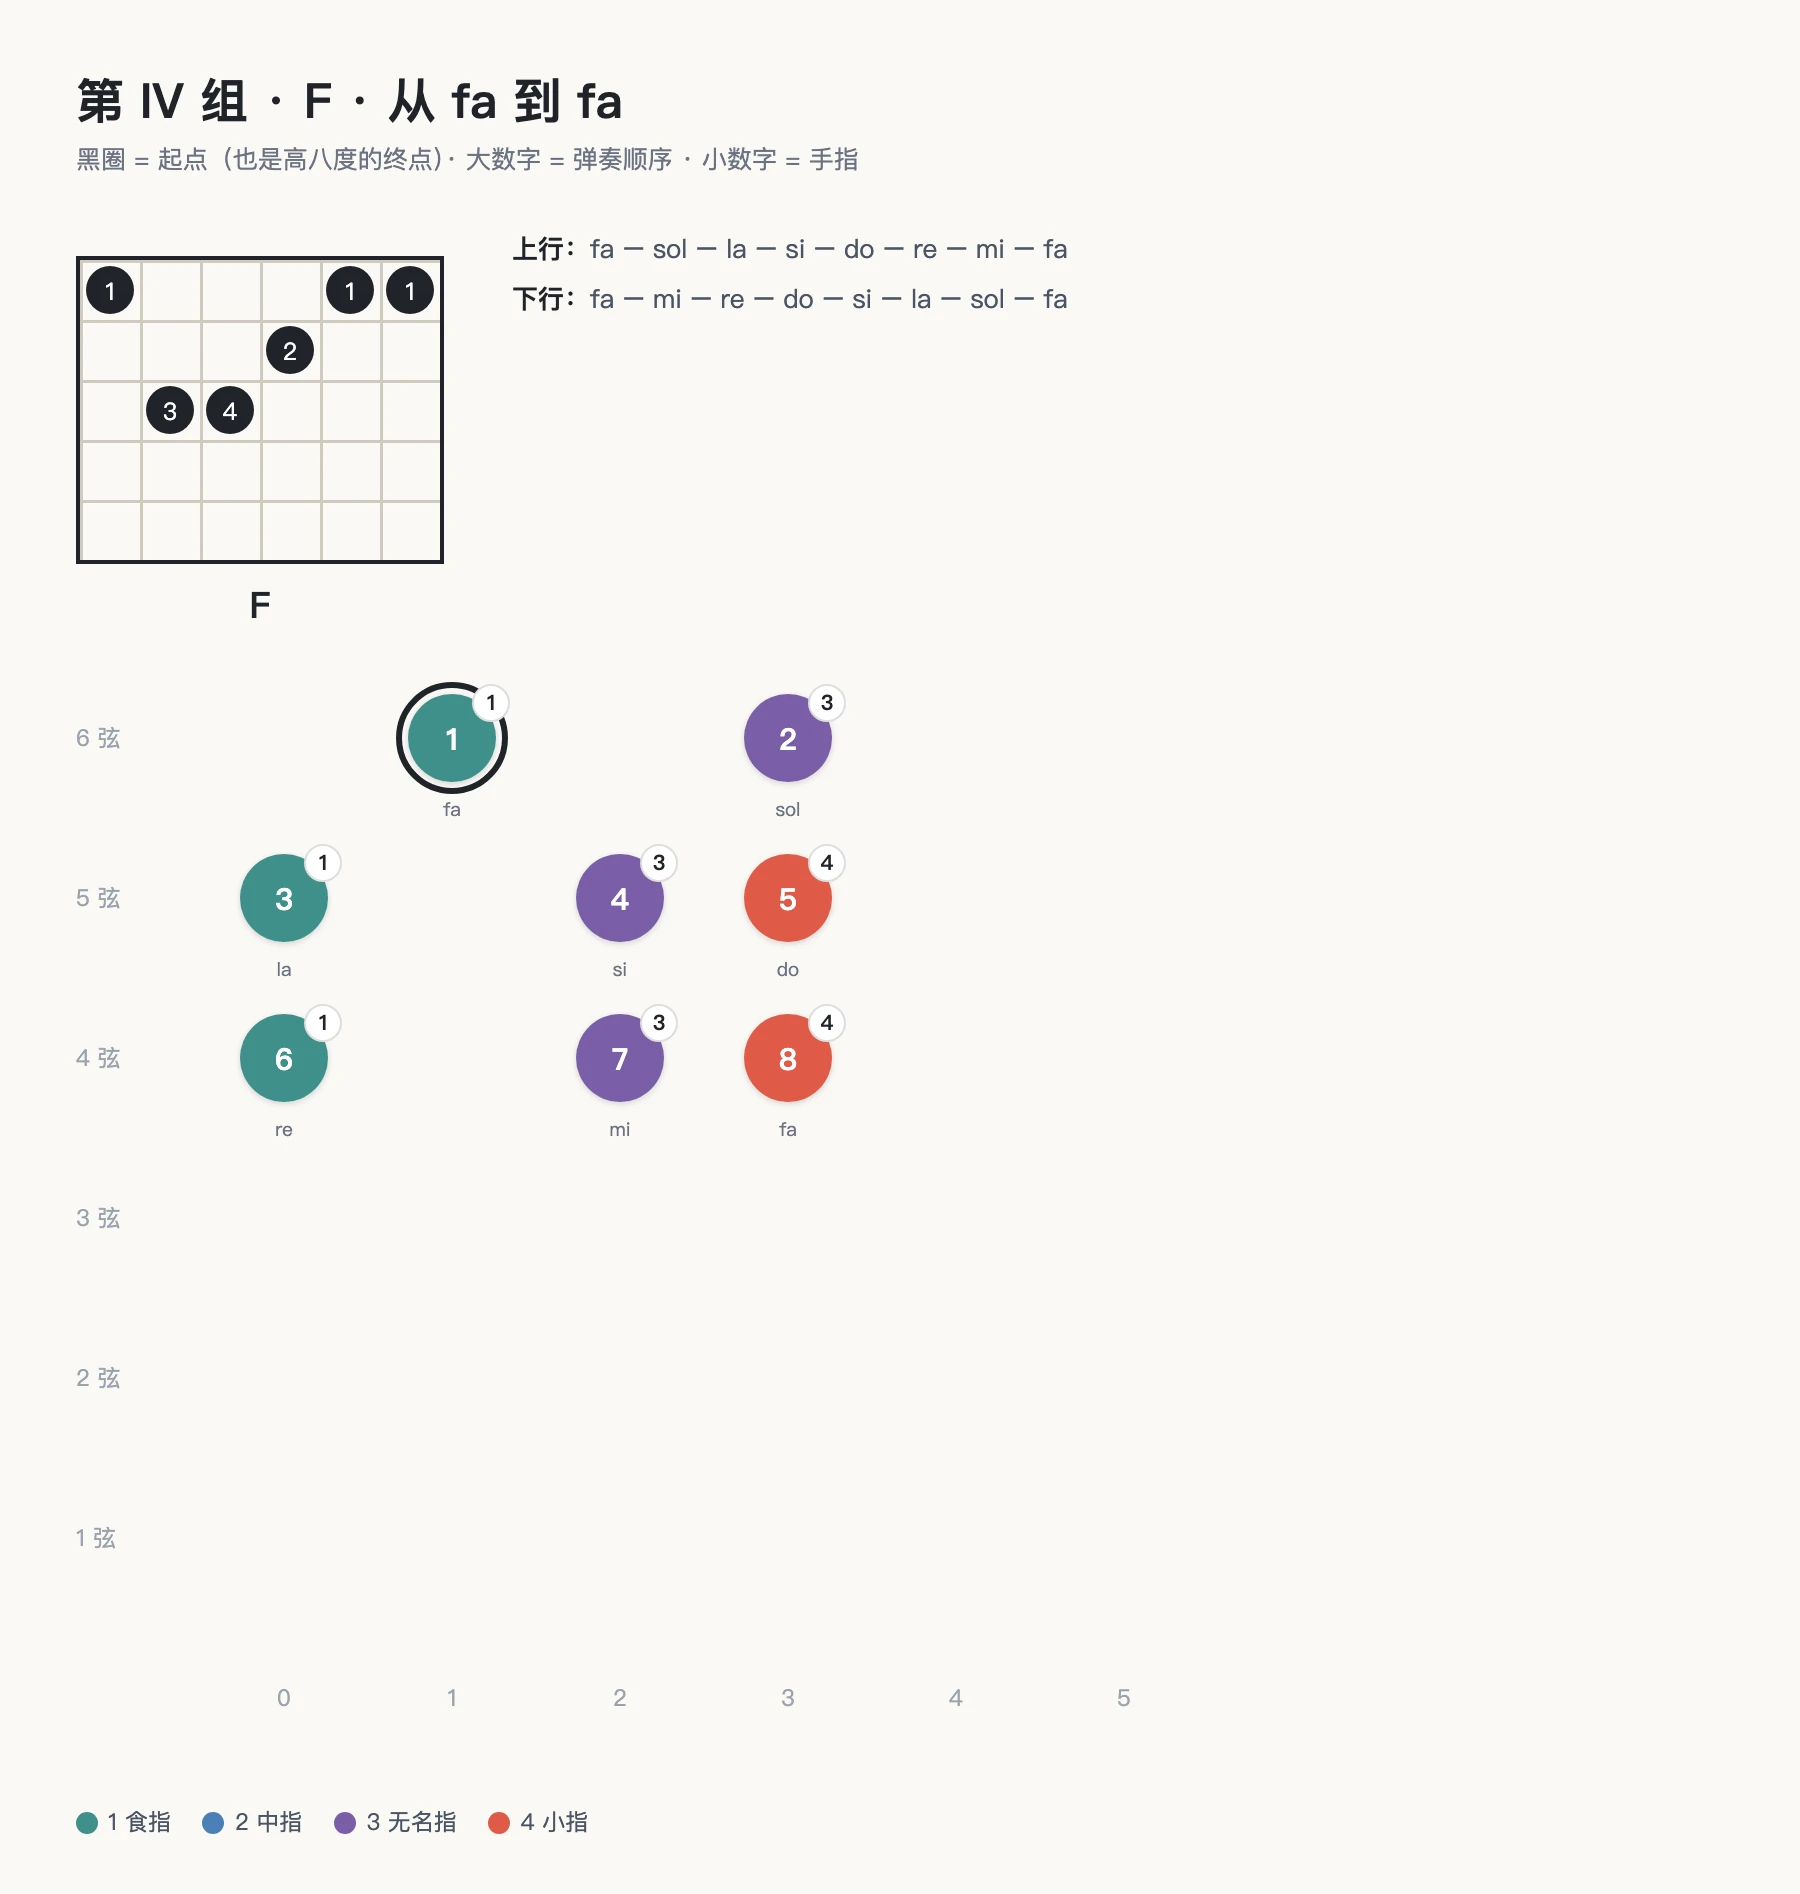 第 IV 组 · F · 从 fa 到 fa
黑圈 = 起点（也是高八度的终点）· 大数字 = 弹奏顺序 · 小数字 = 手指
上行：fa — sol — la — si — do — re — mi — fa
下行：fa — mi — re — do — si — la — sol — fa
1 1 1
2
3 4
F
6 弦 1 1 2 3
fa sol
5 弦 3 1 4 3 5 4
la si do
4 弦 6 1 7 3 8 4
re mi fa
3 弦
2 弦
1 弦
0 1 2 3 4 5
1 食指 2 中指 3 无名指 4 小指